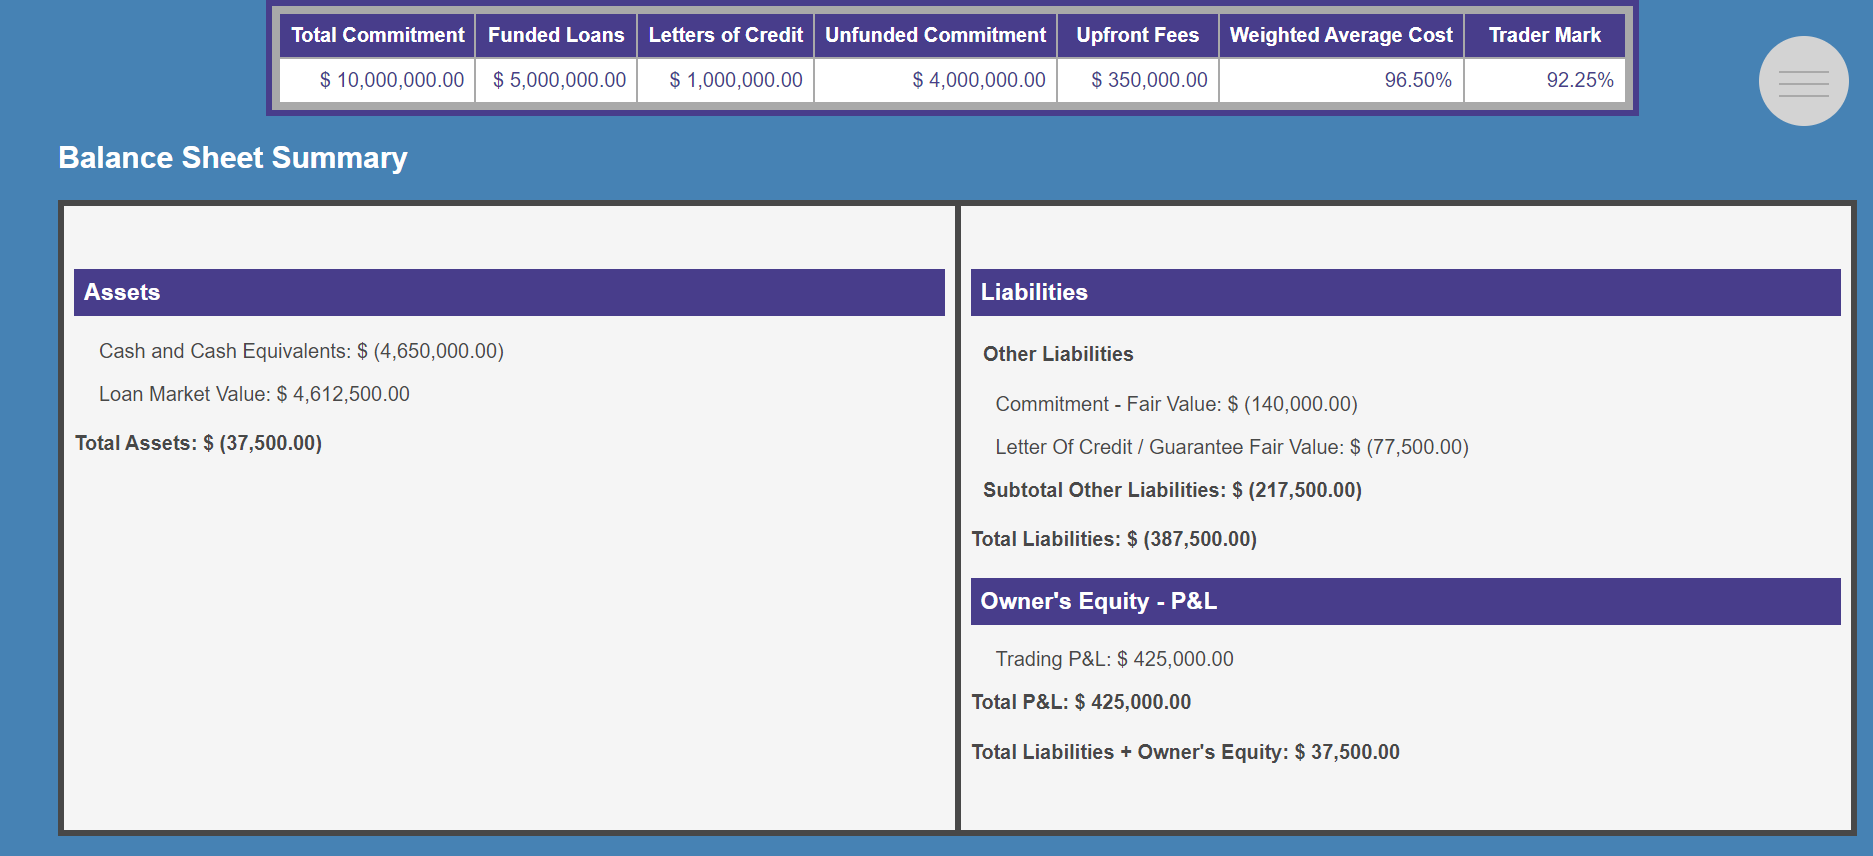 Total Commitment Funded Loans Letters of Credit Unfunded Commitment Upfront Fees Weighted Average Cost Trader Mark
$ 10,000,000.00 $ 5,000,000.00 $ 1,000,000.00 $ 4,000,000.00 $ 350,000.00 96.50% 92.25%
Balance Sheet Summary
Assets
Cash and Cash Equivalents: $ (4,650,000.00)
Loan Market Value: $ 4,612,500.00
Total Assets: $ (37,500.00)
Liabilities
Other Liabilities
Commitment - Fair Value: $ (140,000.00)
Letter Of Credit / Guarantee Fair Value: $ (77,500.00)
Subtotal Other Liabilities: $ (217,500.00)
Total Liabilities: $ (387,500.00)
Owner's Equity - P&L
Trading P&L: $ 425,000.00
Total P&L: $ 425,000.00
Total Liabilities + Owner's Equity: $ 37,500.00